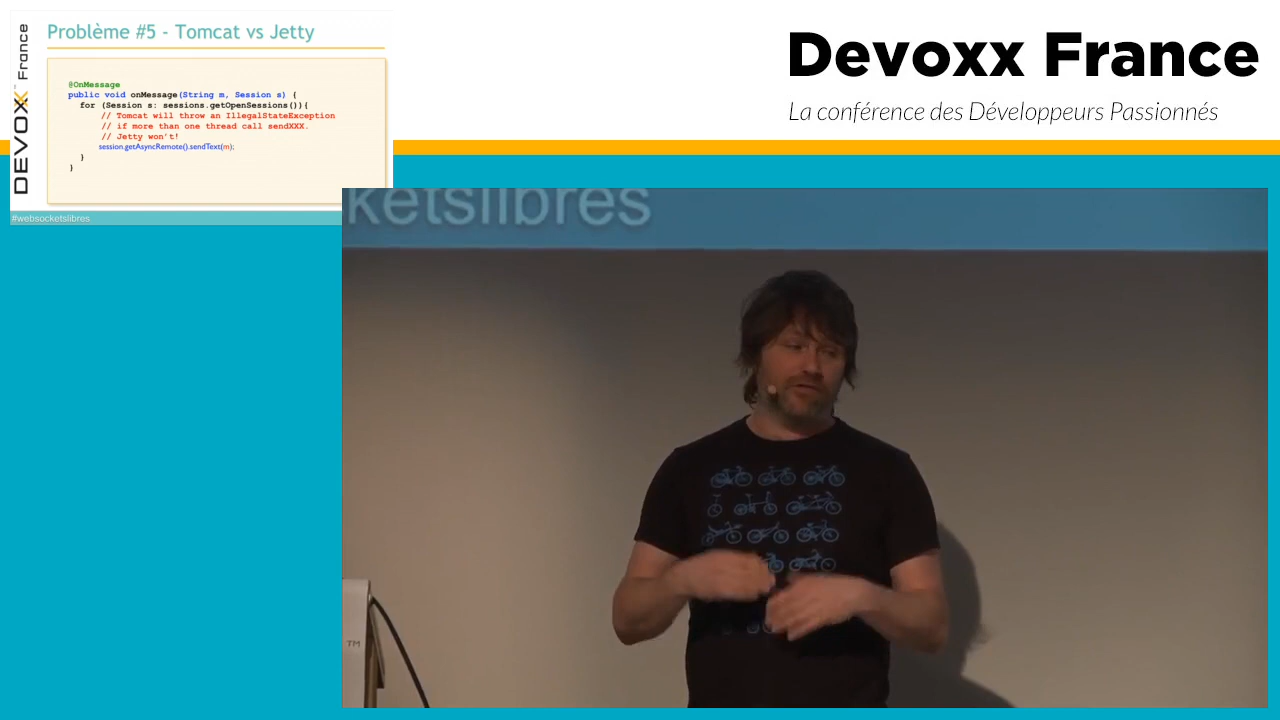 Problème #5 - Tomcat vs Jetty
DEVOXX™ France
@OnMessage
public void onMessage(String m, Session s) {
for (Session s: sessions.getOpenSessions()){
// Tomcat will throw an IllegalStateException
// if more than one thread call sendXXX.
// Jetty won't!
session.getAsyncRemote().sendText(m);
}
}
#websocketslibres
Devoxx France
La conférence des Développeurs Passionnés
ketslibres
TM